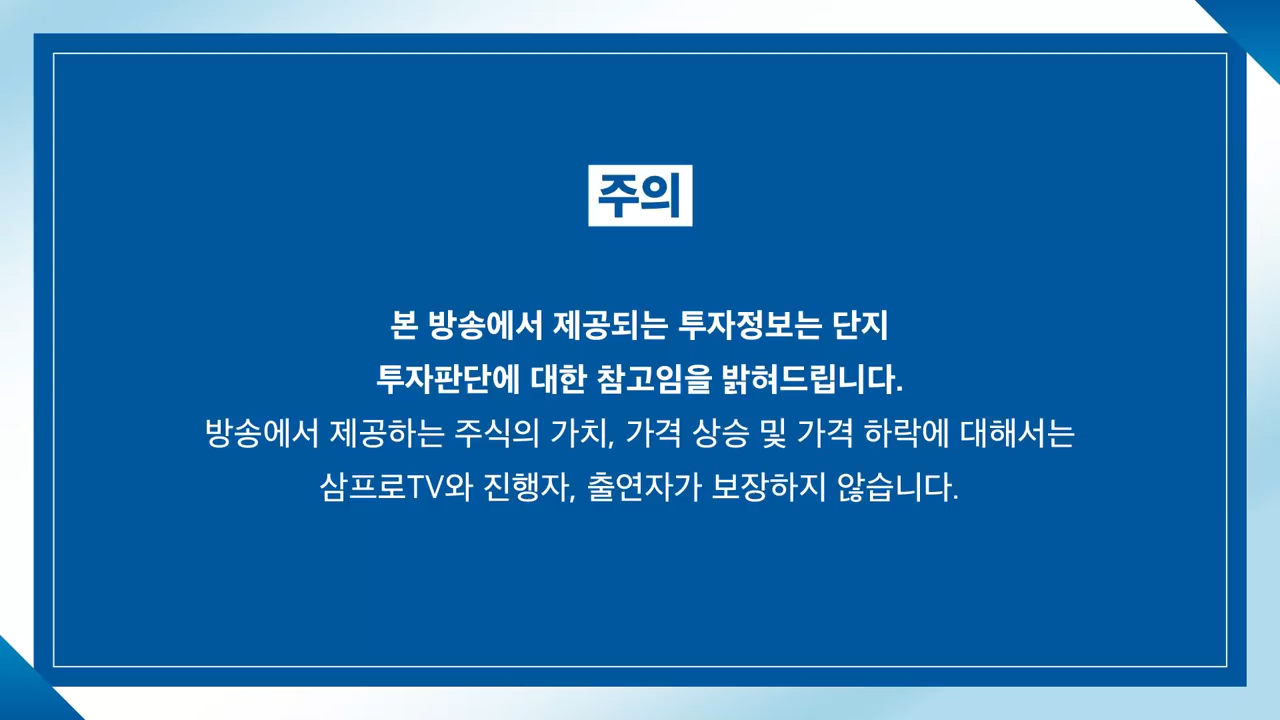 주의
본 방송에서 제공되는 투자정보는 단지
투자판단에 대한 참고임을 밝혀드립니다.
방송에서 제공하는 주식의 가치, 가격 상승 및 가격 하락에 대해서는
삼프로TV와 진행자, 출연자가 보장하지 않습니다.